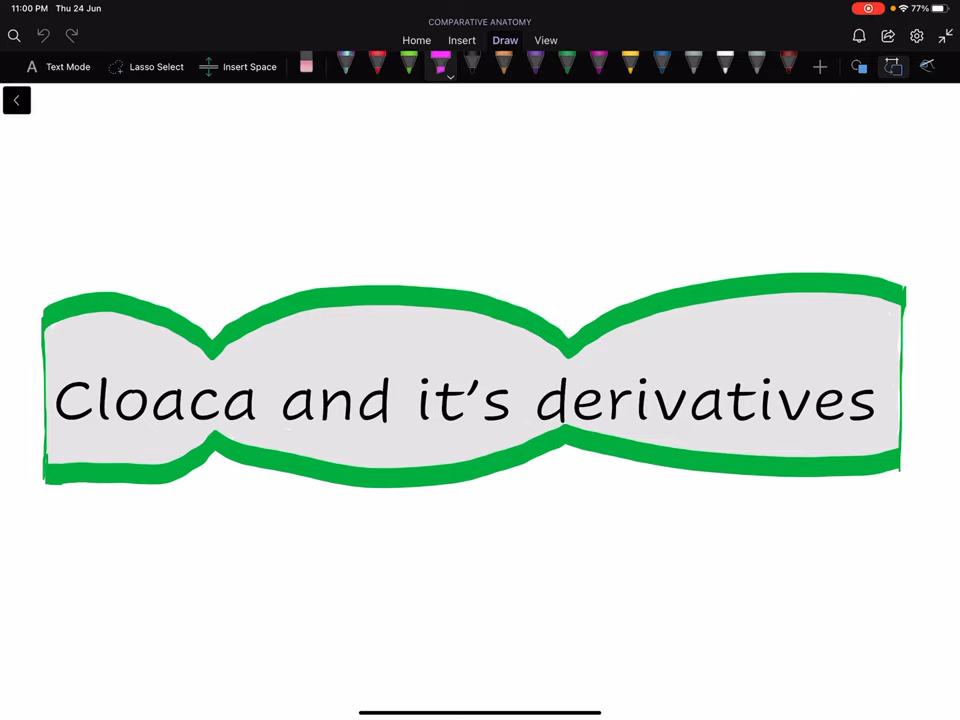 11:00 PM Thu 24 Jun
77%
COMPARATIVE ANATOMY
Home Insert Draw View
A Text Mode Lasso Select Insert Space
Cloaca and it's derivatives